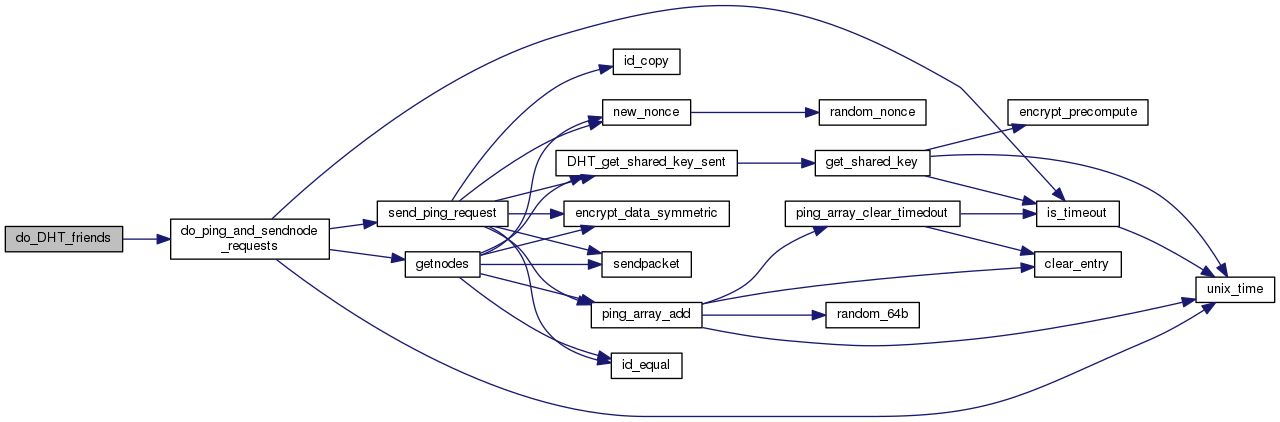 do_DHT_friends
do_ping_and_sendnode
_requests
send_ping_request
getnodes
id_copy
new_nonce
DHT_get_shared_key_sent
encrypt_data_symmetric
sendpacket
ping_array_add
id_equal
random_nonce
get_shared_key
ping_array_clear_timedout
random_64b
encrypt_precompute
is_timeout
clear_entry
unix_time